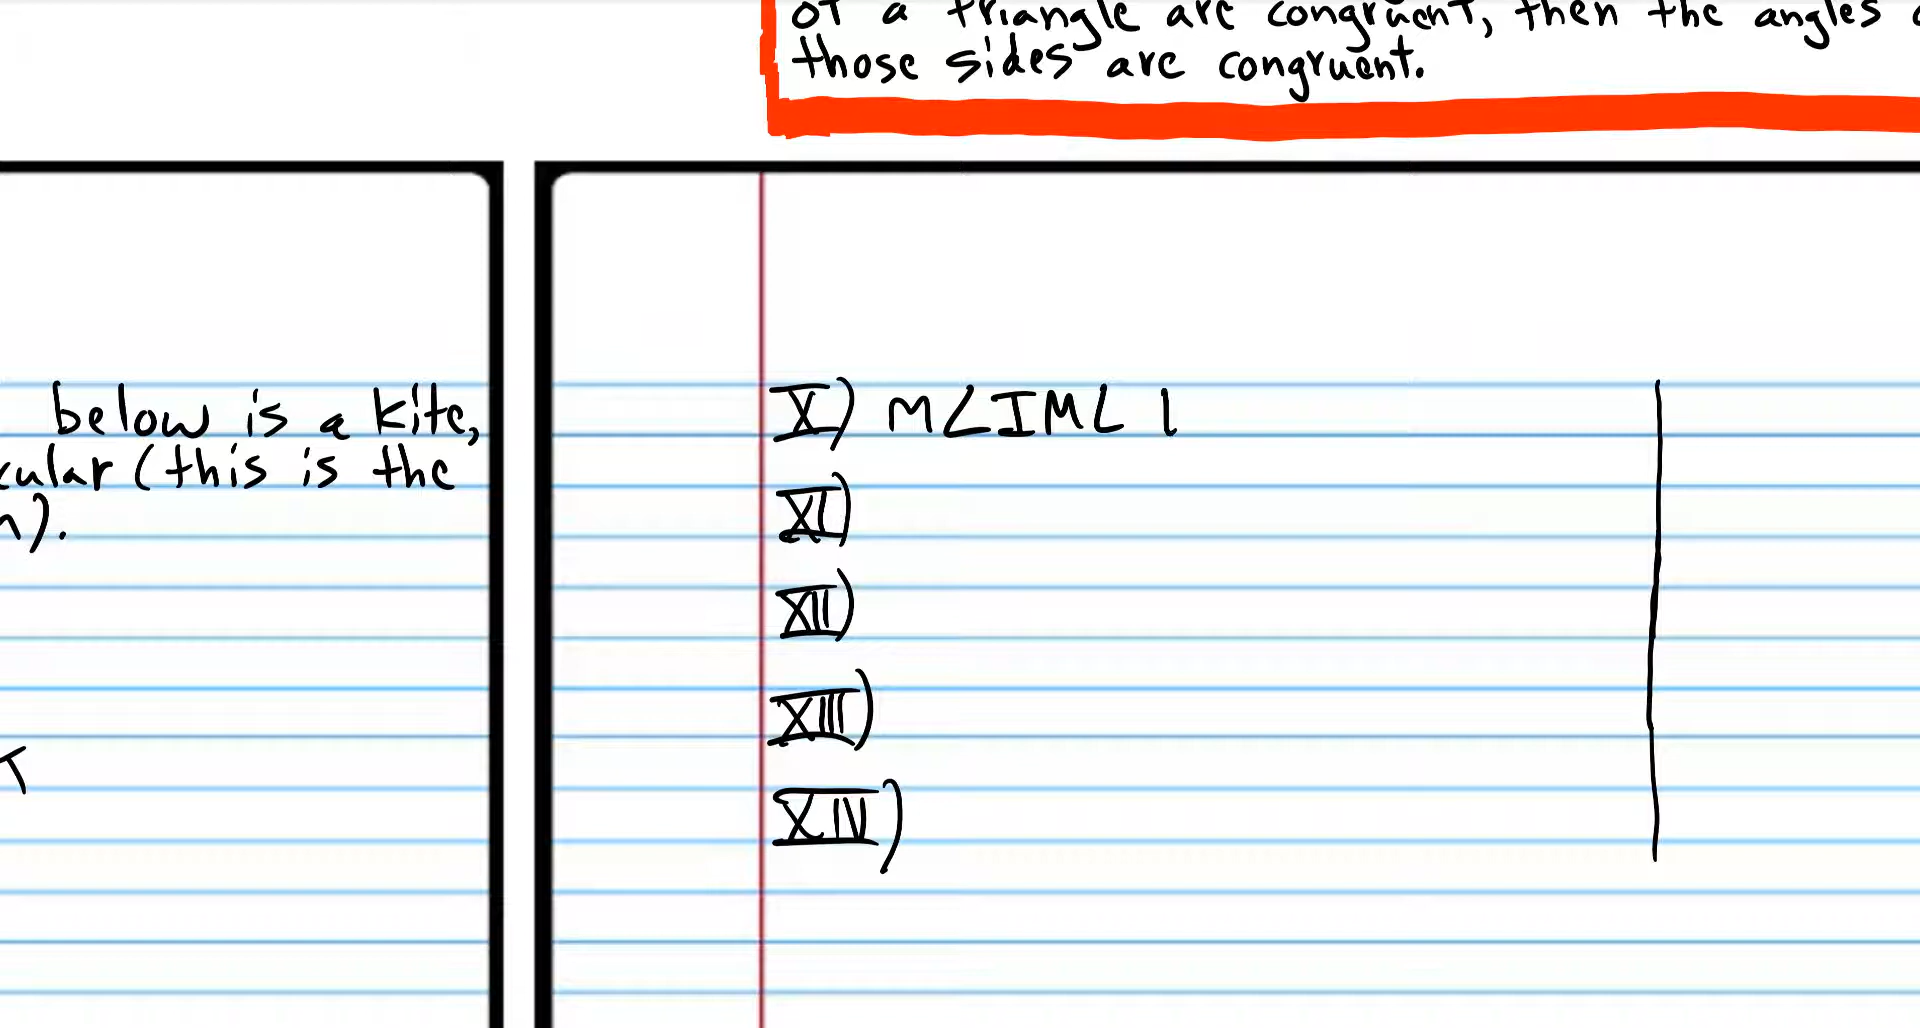 of a triangle are congruent, then the angles
those sides are congruent.
below is a kite,
cular (this is the
n).
X) m∠IML
XI)
XII)
XIII)
XIV)